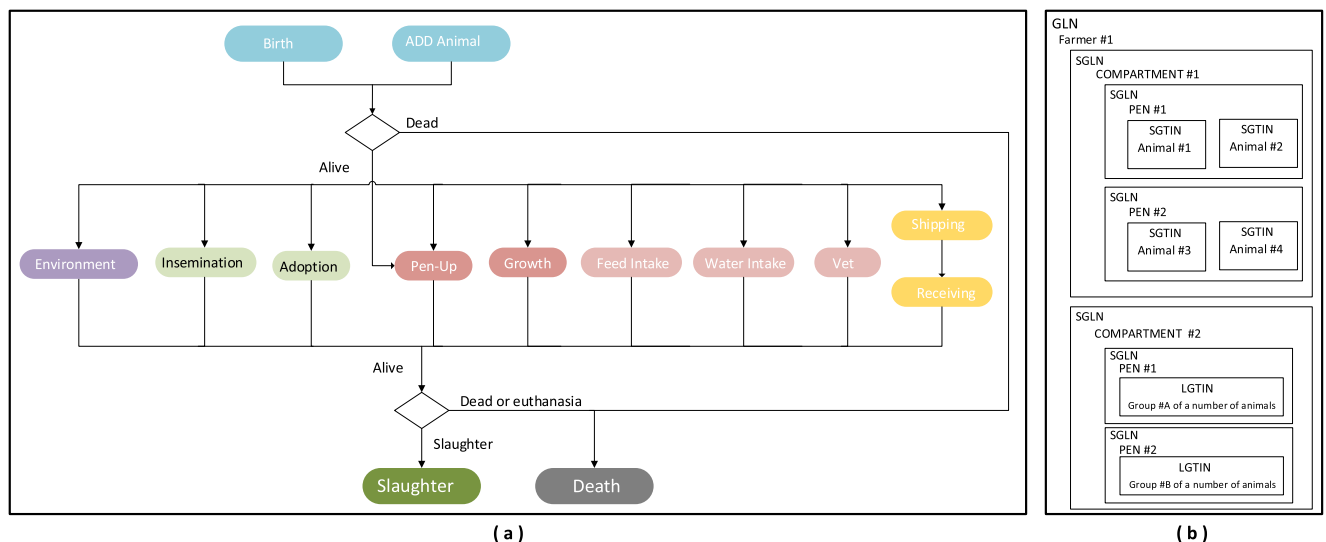 Birth
ADD Animal
Dead
Alive
Environment
Insemination
Adoption
Pen-Up
Growth
Feed Intake
Water Intake
Vet
Shipping
Receiving
Alive
Dead or euthanasia
Slaughter
Slaughter
Death
( a )
GLN
Farmer #1
SGLN
COMPARTMENT #1
SGLN
PEN #1
SGTIN
Animal #1
SGTIN
Animal #2
SGLN
PEN #2
SGTIN
Animal #3
SGTIN
Animal #4
SGLN
COMPARTMENT #2
SGLN
PEN #1
LGTIN
Group #A of a number of animals
SGLN
PEN #2
LGTIN
Group #B of a number of animals
( b )